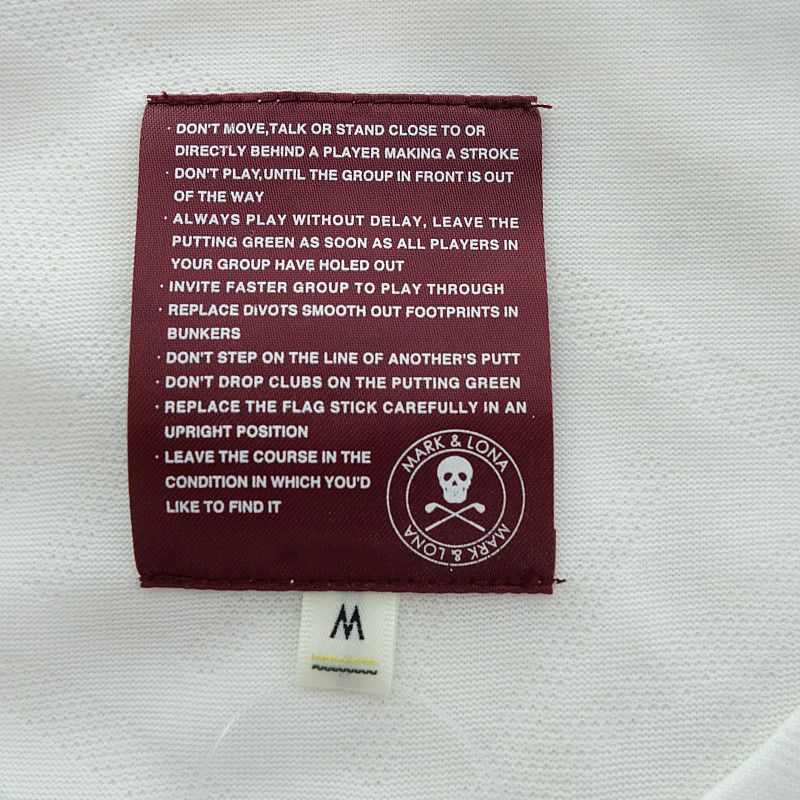 · DON'T MOVE,TALK OR STAND CLOSE TO OR
DIRECTLY BEHIND A PLAYER MAKING A STROKE
· DON'T PLAY,UNTIL THE GROUP IN FRONT IS OUT
OF THE WAY
· ALWAYS PLAY WITHOUT DELAY, LEAVE THE
PUTTING GREEN AS SOON AS ALL PLAYERS IN
YOUR GROUP HAVE HOLED OUT
· INVITE FASTER GROUP TO PLAY THROUGH
· REPLACE DIVOTS SMOOTH OUT FOOTPRINTS IN
BUNKERS
· DON'T STEP ON THE LINE OF ANOTHER'S PUTT
· DON'T DROP CLUBS ON THE PUTTING GREEN
· REPLACE THE FLAG STICK CAREFULLY IN AN
UPRIGHT POSITION
· LEAVE THE COURSE IN THE
CONDITION IN WHICH YOU'D
LIKE TO FIND IT
MARK & LONA
MARK & LONA
M